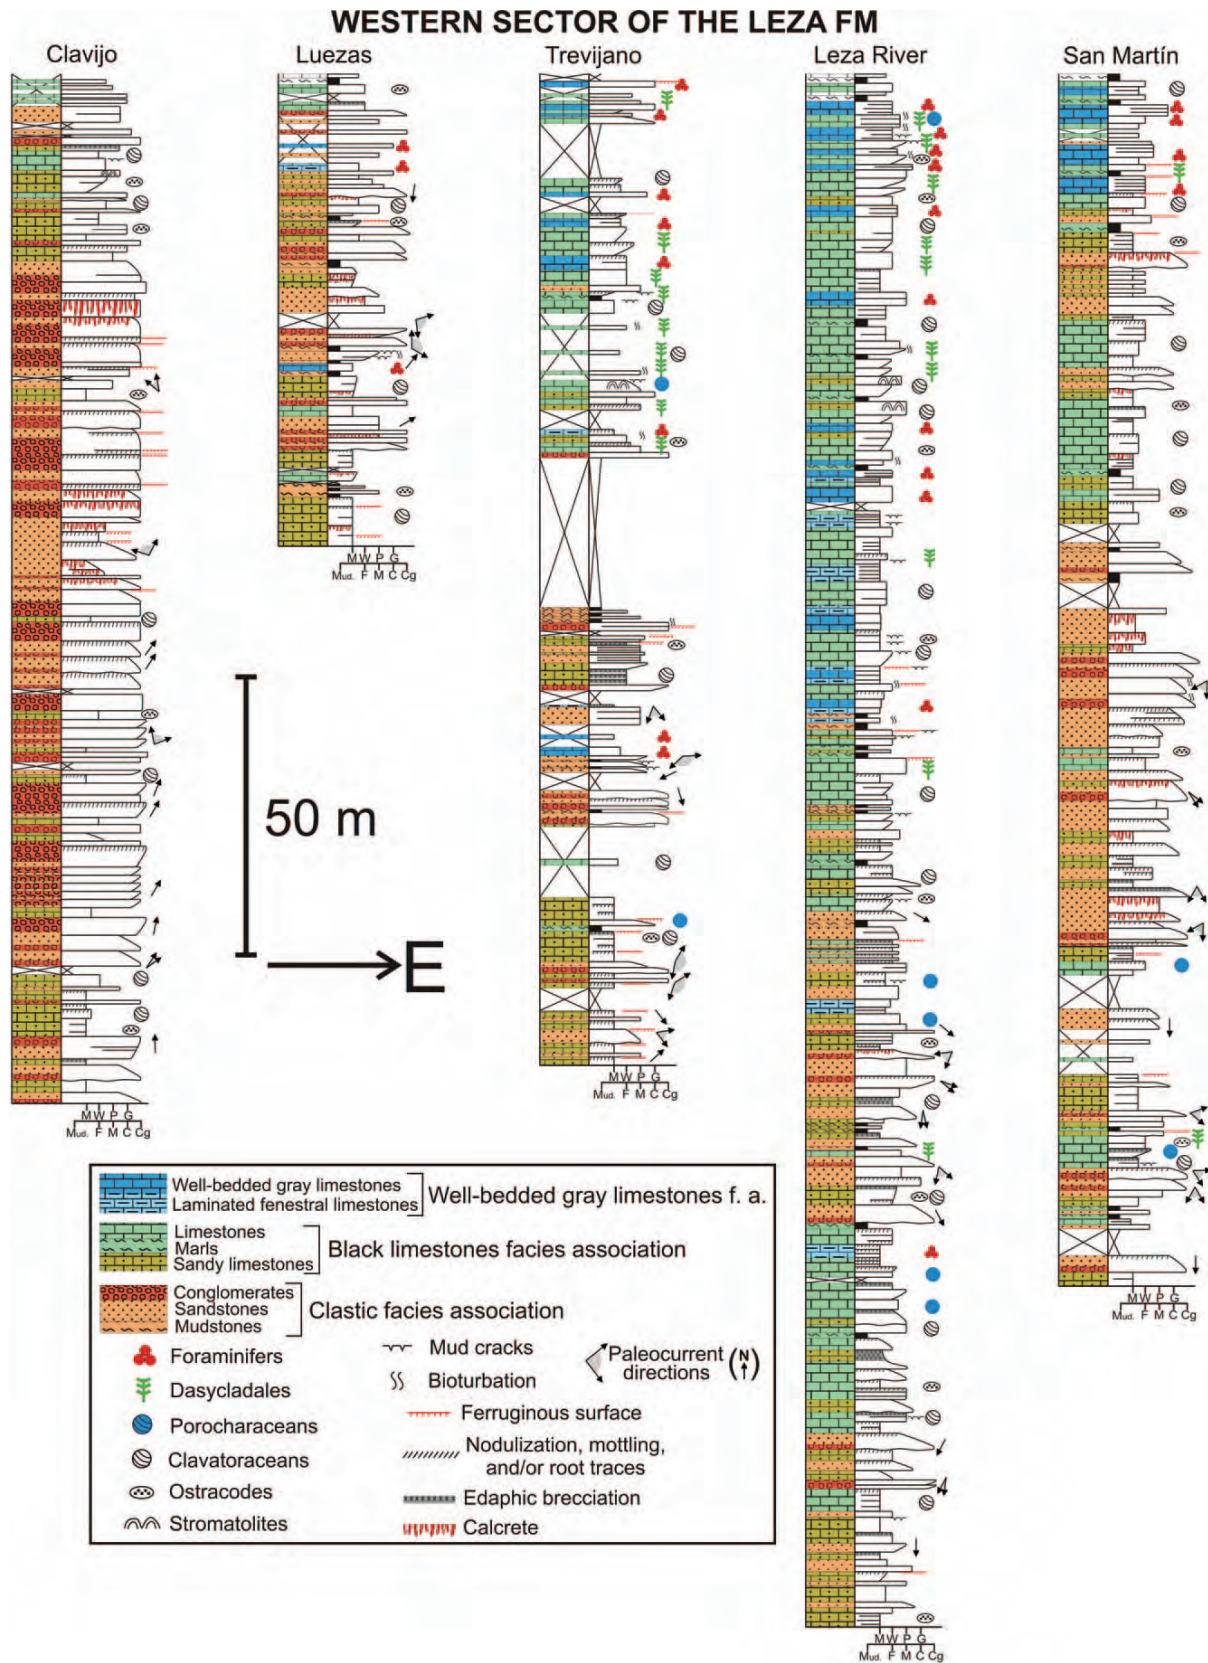 WESTERN SECTOR OF THE LEZA FM
Clavijo
Luezas
Trevijano
Leza River
San Martín
M W P G
Mud. F M C Cg
50 m
E
M W P G
Mud. F M C Cg
M W P G
Mud. F M C Cg
M W P G
Mud. F M C Cg
M W P G
Mud. F M C Cg
Well-bedded gray limestones
Laminated fenestral limestones
Well-bedded gray limestones f. a.
Limestones
Marls
Sandy limestones
Black limestones facies association
Conglomerates
Sandstones
Mudstones
Clastic facies association
Foraminifers
Dasycladales
Porocharaceans
Clavatoraceans
Ostracodes
Stromatolites
Mud cracks
Bioturbation
Ferruginous surface
Nodulization, mottling,
and/or root traces
Edaphic brecciation
Calcrete
Paleocurrent
directions
(N)